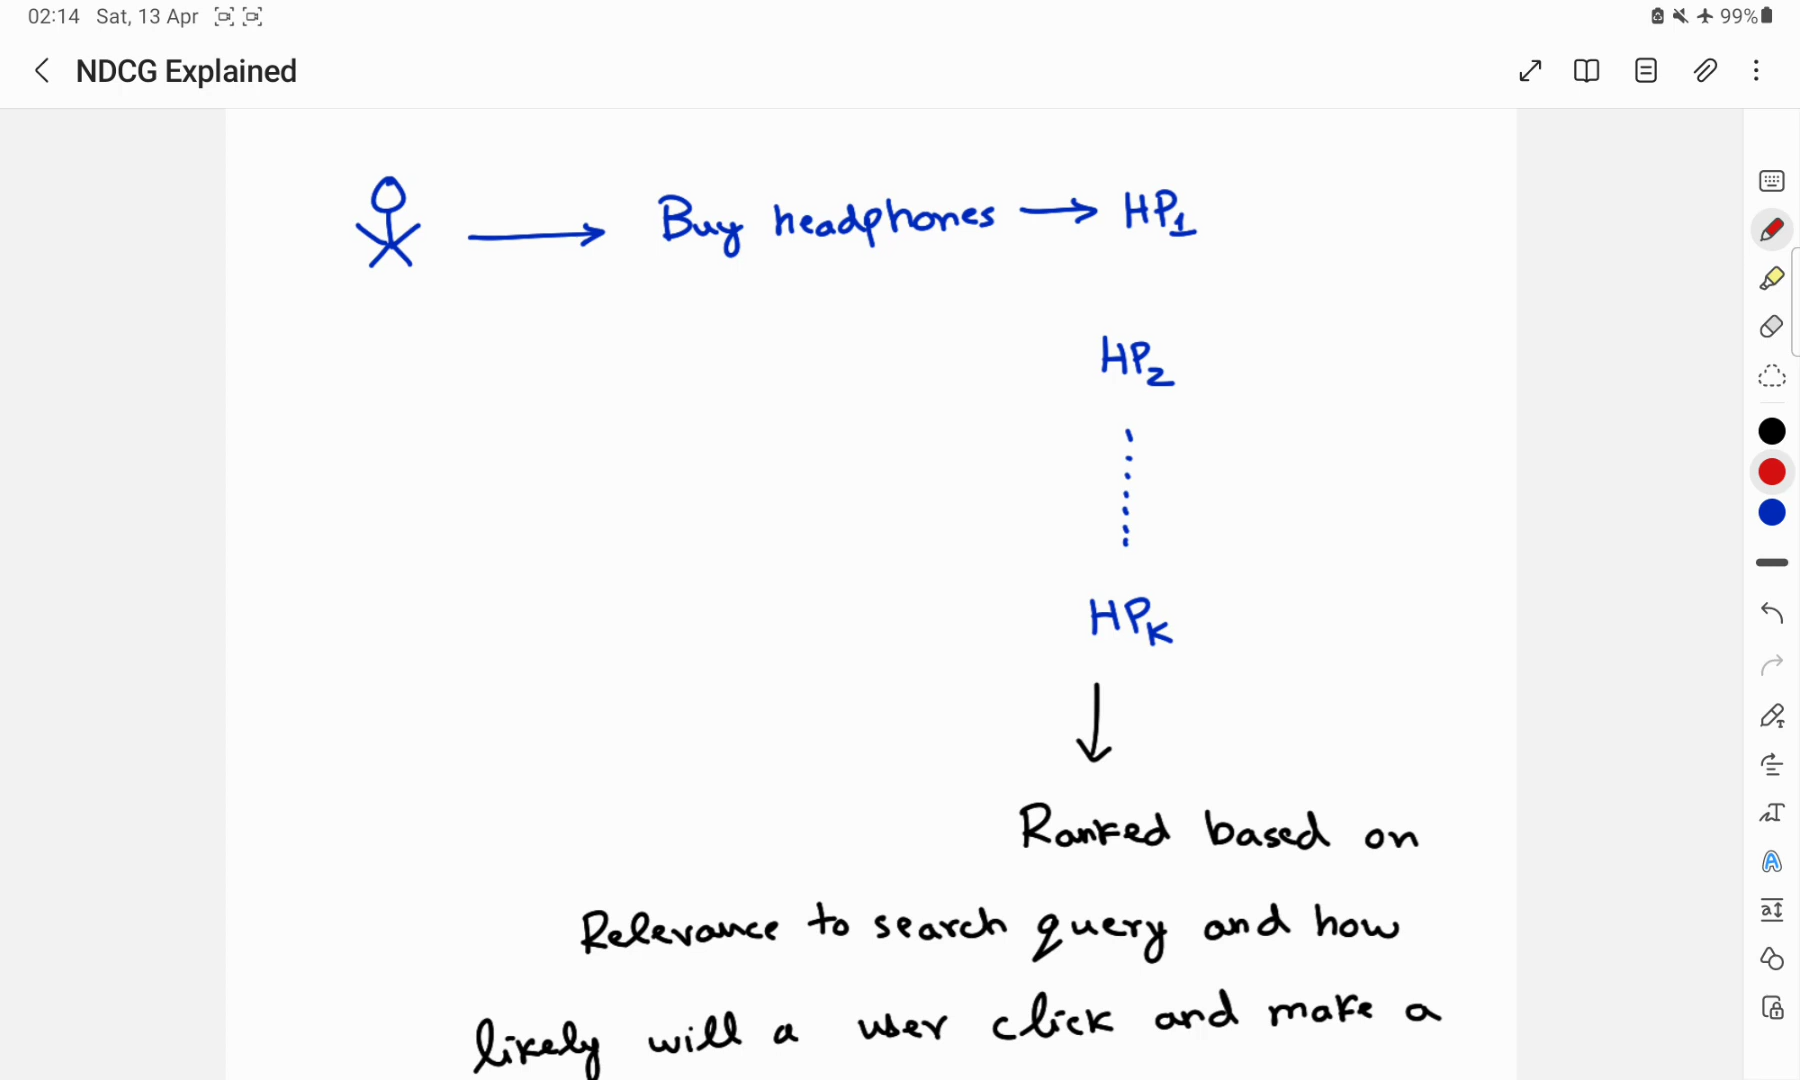 02:14 Sat, 13 Apr 99%
NDCG Explained
Buy headphones → HP1
HP2
HPK
Ranked based on
Relevance to search query and how
likely will a user click and make a